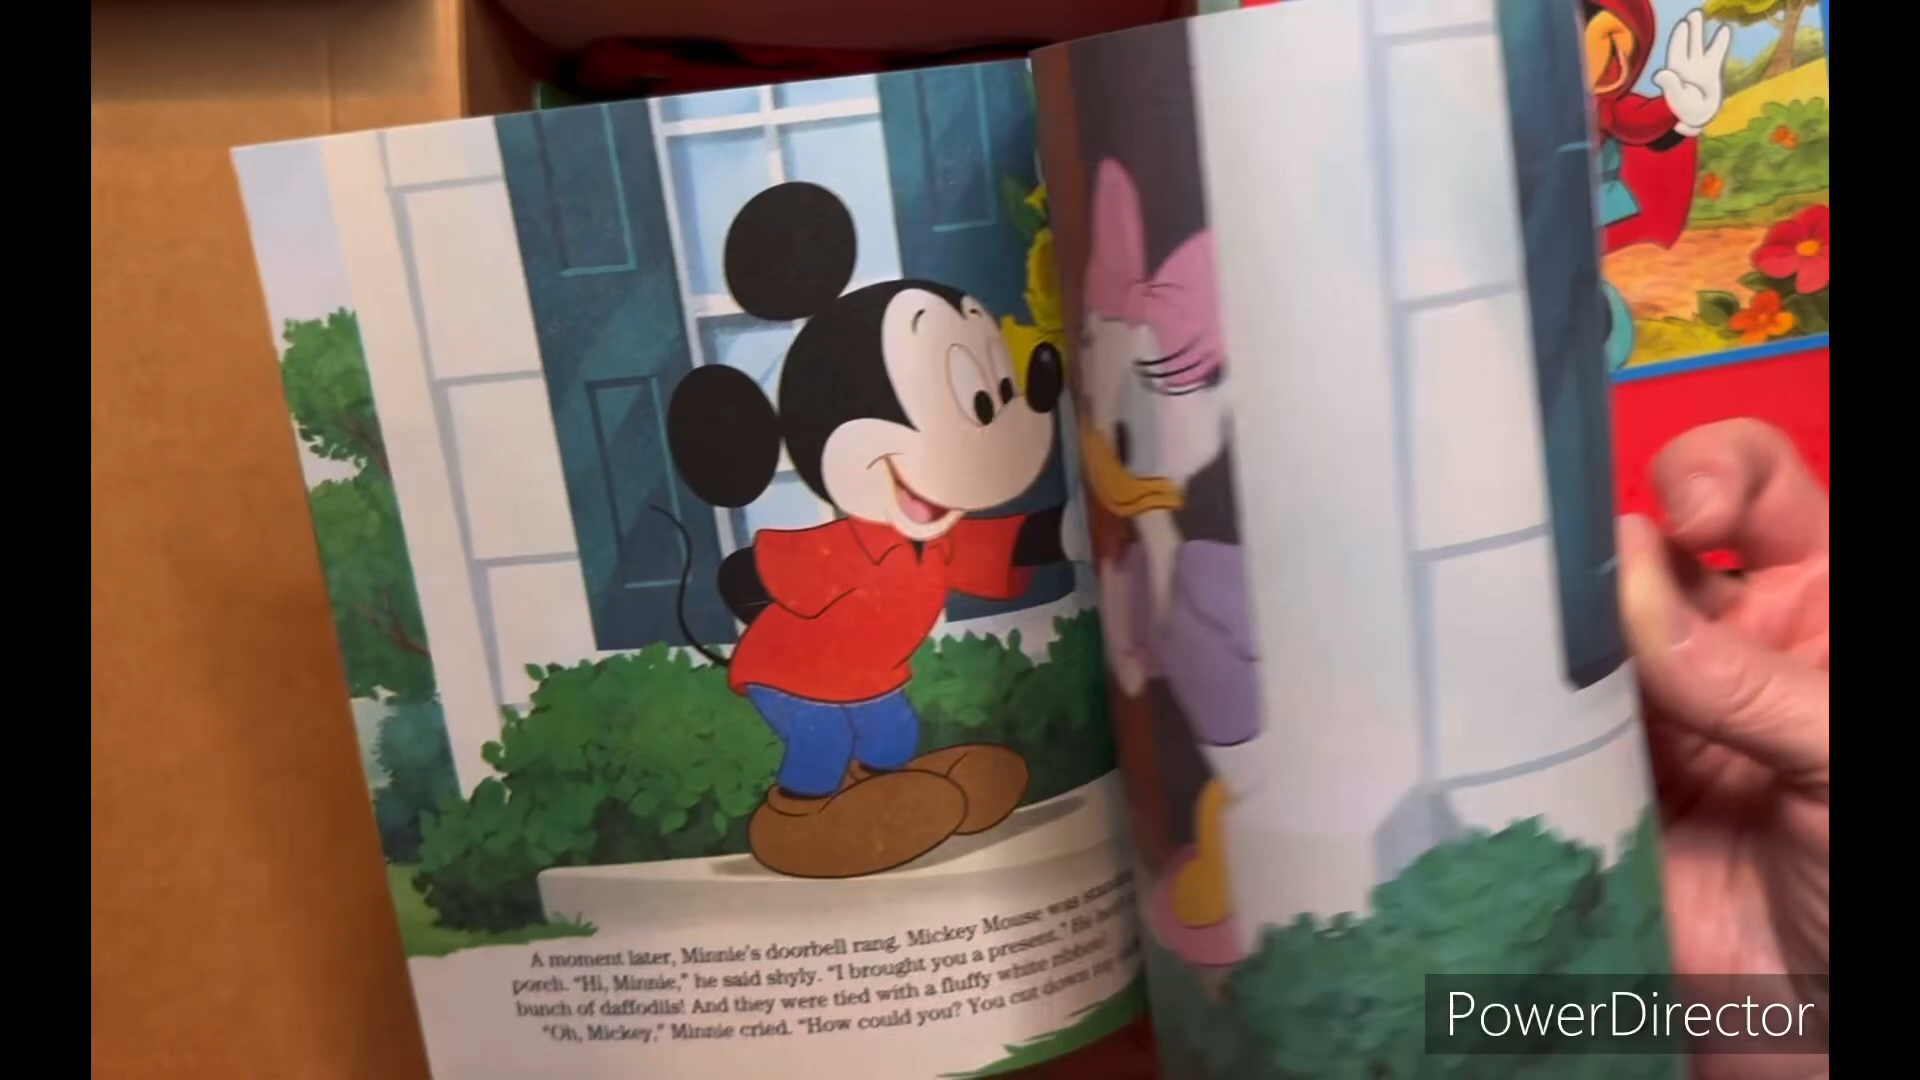 A moment later, Minnie's doorbell rang. Mickey Mouse was
porch. "Hi, Minnie," he said shyly. "I brought you a present." He
bunch of daffodils! And they were tied with a fluffy white ribbon!
"Oh, Mickey," Minnie cried. "How could you? You cut down my
PowerDirector